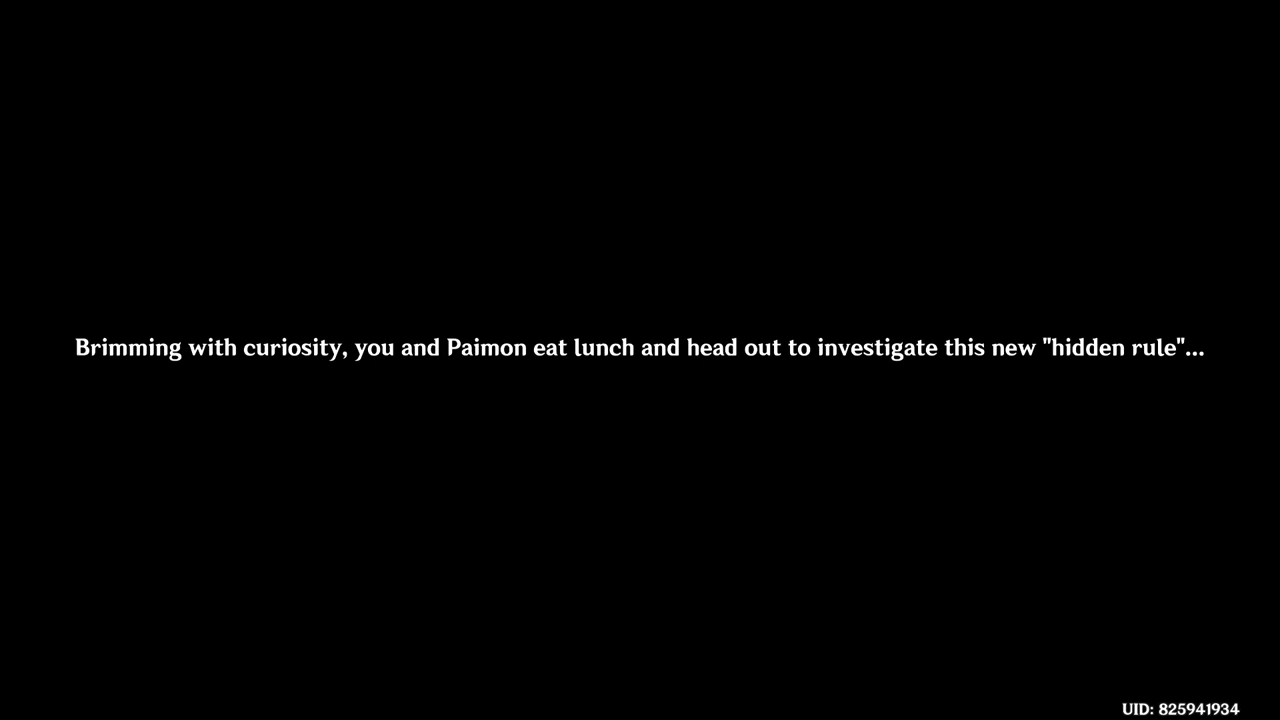 Brimming with curiosity, you and Paimon eat lunch and head out to investigate this new "hidden rule"...
UID: 825941934